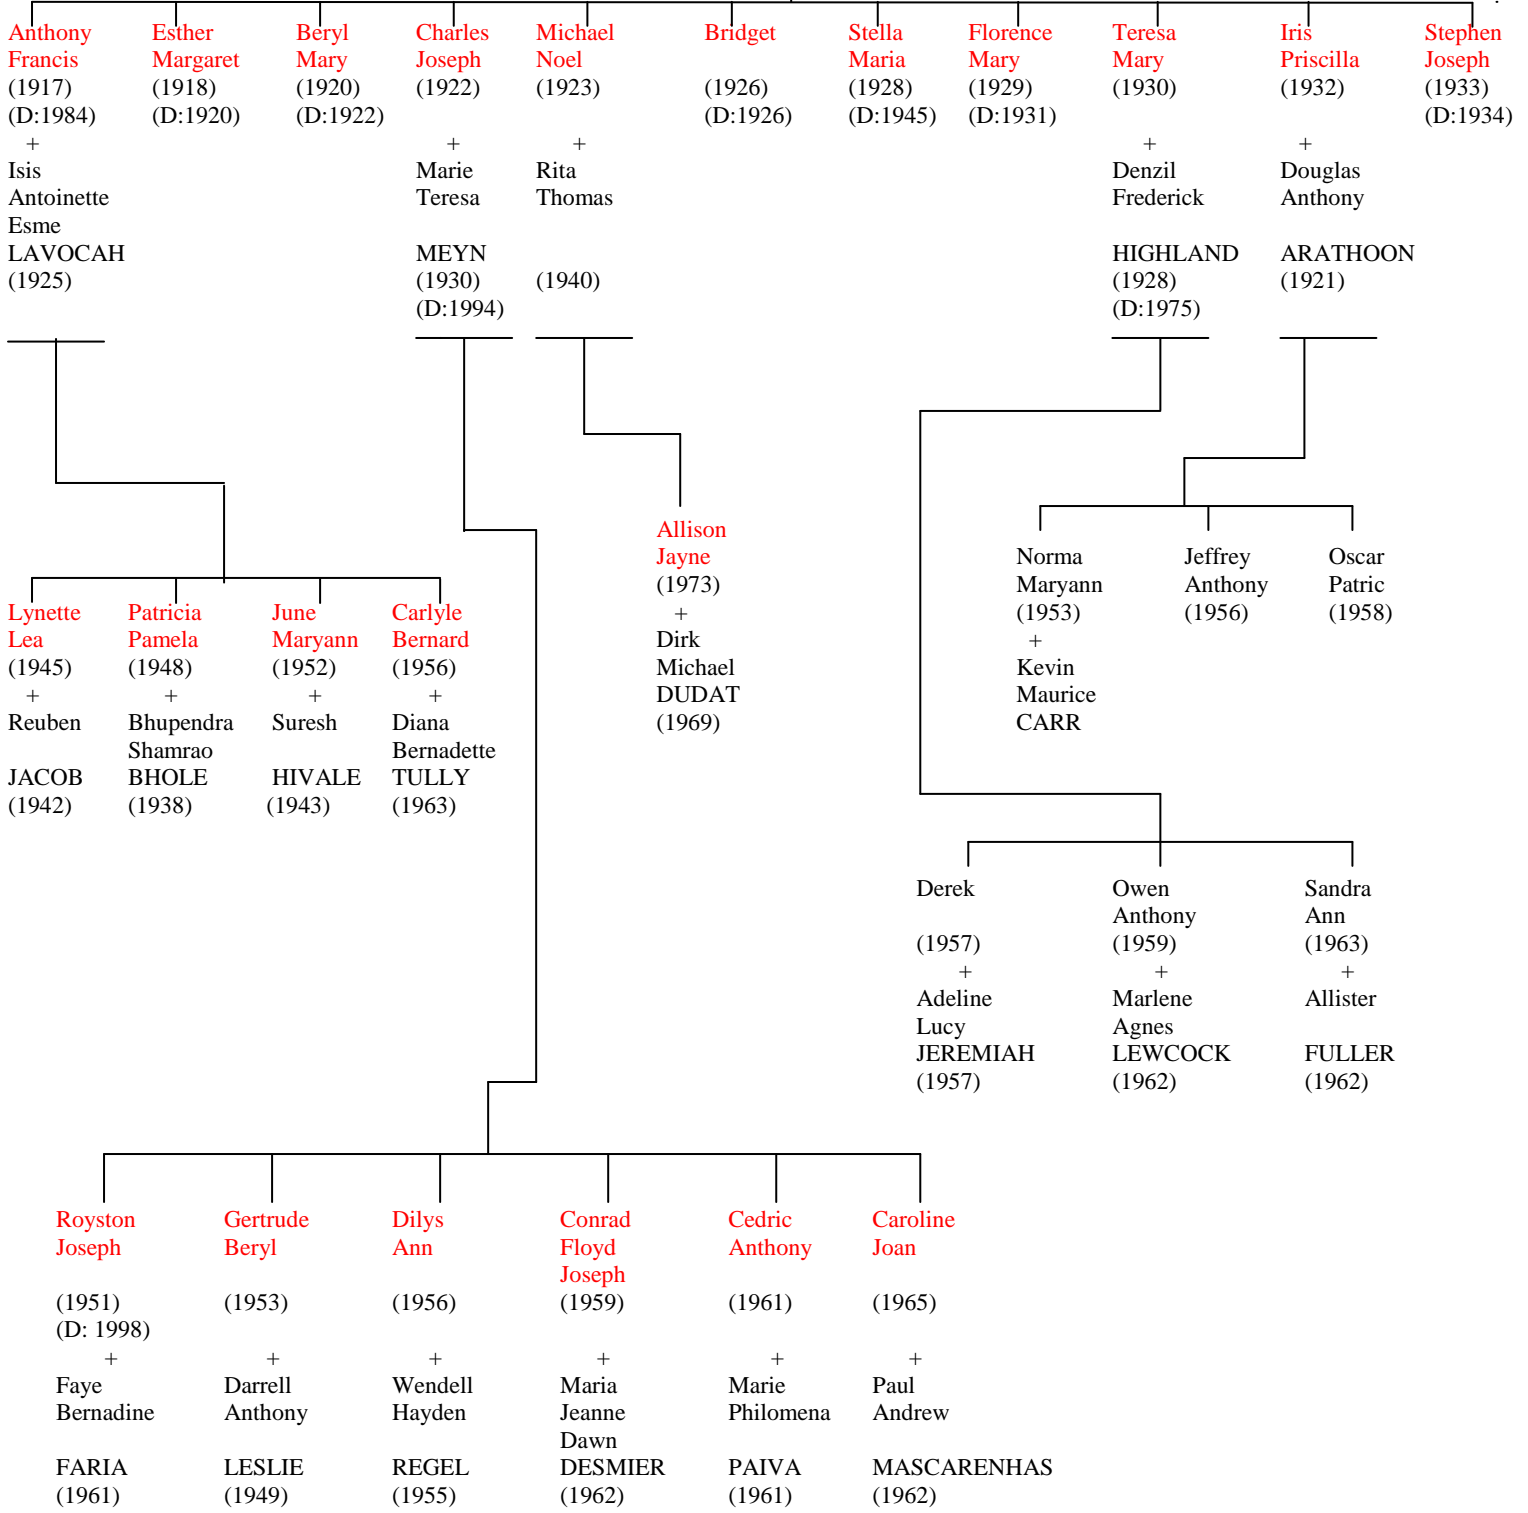 Anthony
Francis
(1917)
(D:1984)
+
Isis
Antoinette
Esme
LAVOCAH
(1925)
Esther
Margaret
(1918)
(D:1920)
Beryl
Mary
(1920)
(D:1922)
Charles
Joseph
(1922)
+
Marie
Teresa
MEYN
(1930)
(D:1994)
Michael
Noel
(1923)
+
Rita
Thomas
(1940)
Bridget
(1926)
(D:1926)
Stella
Maria
(1928)
(D:1945)
Florence
Mary
(1929)
(D:1931)
Teresa
Mary
(1930)
+
Denzil
Frederick
HIGHLAND
(1928)
(D:1975)
Iris
Priscilla
(1932)
+
Douglas
Anthony
ARATHOON
(1921)
Stephen
Joseph
(1933)
(D:1934)
Lynette
Lea
(1945)
+
Reuben
JACOB
(1942)
Patricia
Pamela
(1948)
+
Bhupendra
Shamrao
BHOLE
(1938)
June
Maryann
(1952)
+
Suresh
HIVALE
(1943)
Carlyle
Bernard
(1956)
+
Diana
Bernadette
TULLY
(1963)
Allison
Jayne
(1973)
+
Dirk
Michael
DUDAT
(1969)
Norma
Maryann
(1953)
+
Kevin
Maurice
CARR
Jeffrey
Anthony
(1956)
Oscar
Patric
(1958)
Derek
(1957)
+
Adeline
Lucy
JEREMIAH
(1957)
Owen
Anthony
(1959)
+
Marlene
Agnes
LEWCOCK
(1962)
Sandra
Ann
(1963)
+
Allister
FULLER
(1962)
Royston
Joseph
(1951)
(D: 1998)
+
Faye
Bernadine
FARIA
(1961)
Gertrude
Beryl
(1953)
+
Darrell
Anthony
LESLIE
(1949)
Dilys
Ann
(1956)
+
Wendell
Hayden
REGEL
(1955)
Conrad
Floyd
Joseph
(1959)
+
Maria
Jeanne
Dawn
DESMIER
(1962)
Cedric
Anthony
(1961)
+
Marie
Philomena
PAIVA
(1961)
Caroline
Joan
(1965)
+
Paul
Andrew
MASCARENHAS
(1962)